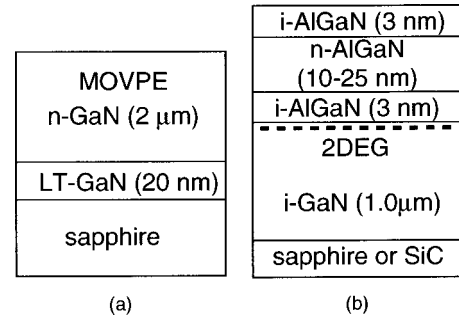 MOVPE
n-GaN (2 μm)
LT-GaN (20 nm)
sapphire
(a)
i-AlGaN (3 nm)
n-AlGaN
(10-25 nm)
i-AlGaN (3 nm)
2DEG
i-GaN (1.0μm)
sapphire or SiC
(b)